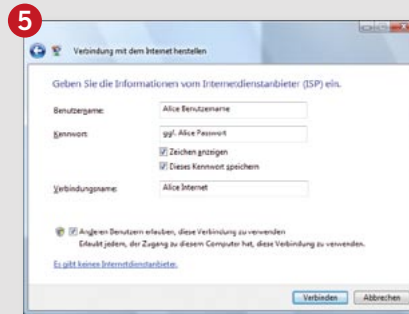 5
Verbindung mit dem Internet herstellen
Geben Sie die Informationen vom Internetdienstanbieter (ISP) ein.
Benutzername: Alice Benutzername
Kennwort: ggf. Alice Passwort
Zeichen anzeigen
Dieses Kennwort speichern
Verbindungsname: Alice Internet
Anderen Benutzern erlauben, diese Verbindung zu verwenden
Erlaubt jedem, der Zugang zu diesem Computer hat, diese Verbindung zu verwenden.
Es gibt keinen Internetdienstanbieter.
Verbinden Abbrechen